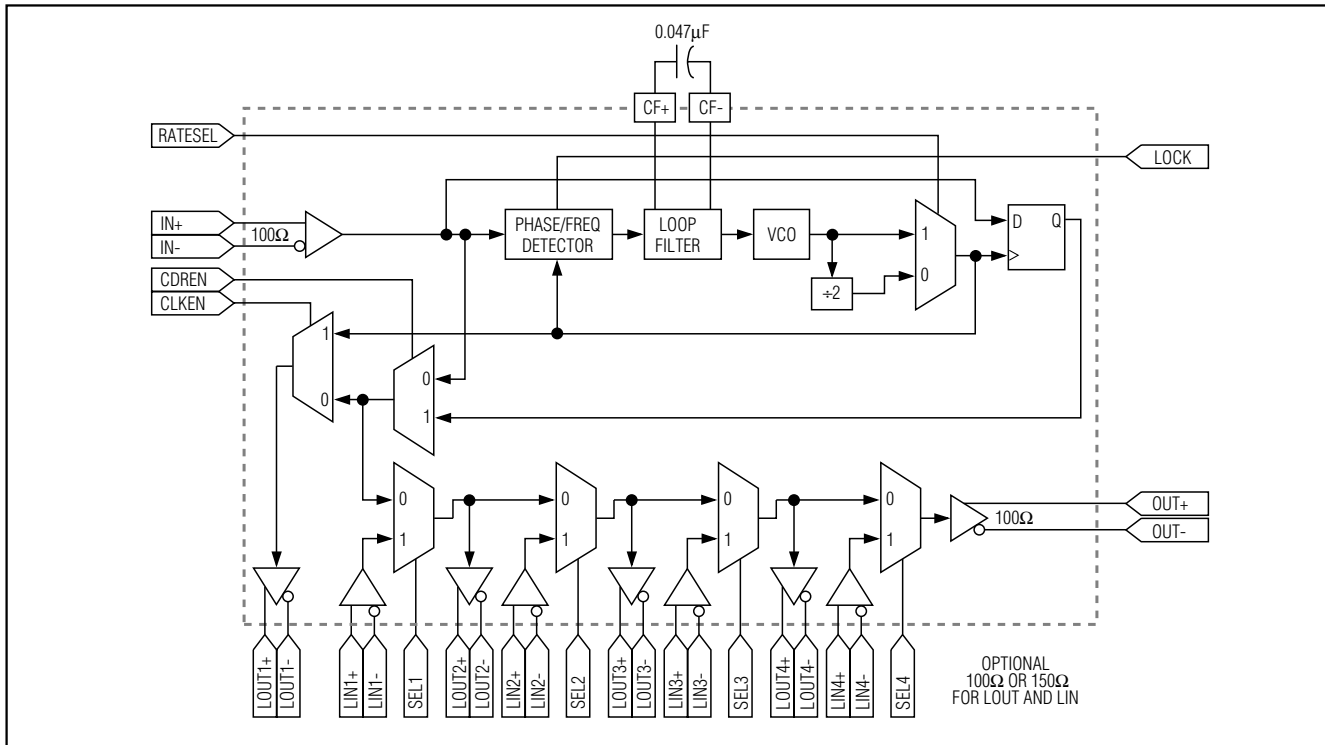 0.047µF
CF+ CF-
RATESEL
LOCK
IN+
IN-
100Ω
PHASE/FREQ
DETECTOR
LOOP
FILTER
VCO
÷2
1
0
D Q
CDREN
CLKEN
1
0
0
1
0
1
0
1
0
1
0
1
100Ω
OUT+
OUT-
LOUT1+
LOUT1-
LIN1+
LIN1-
SEL1
LOUT2+
LOUT2-
LIN2+
LIN2-
SEL2
LOUT3+
LOUT3-
LIN3+
LIN3-
SEL3
LOUT4+
LOUT4-
LIN4+
LIN4-
SEL4
OPTIONAL
100Ω OR 150Ω
FOR LOUT AND LIN